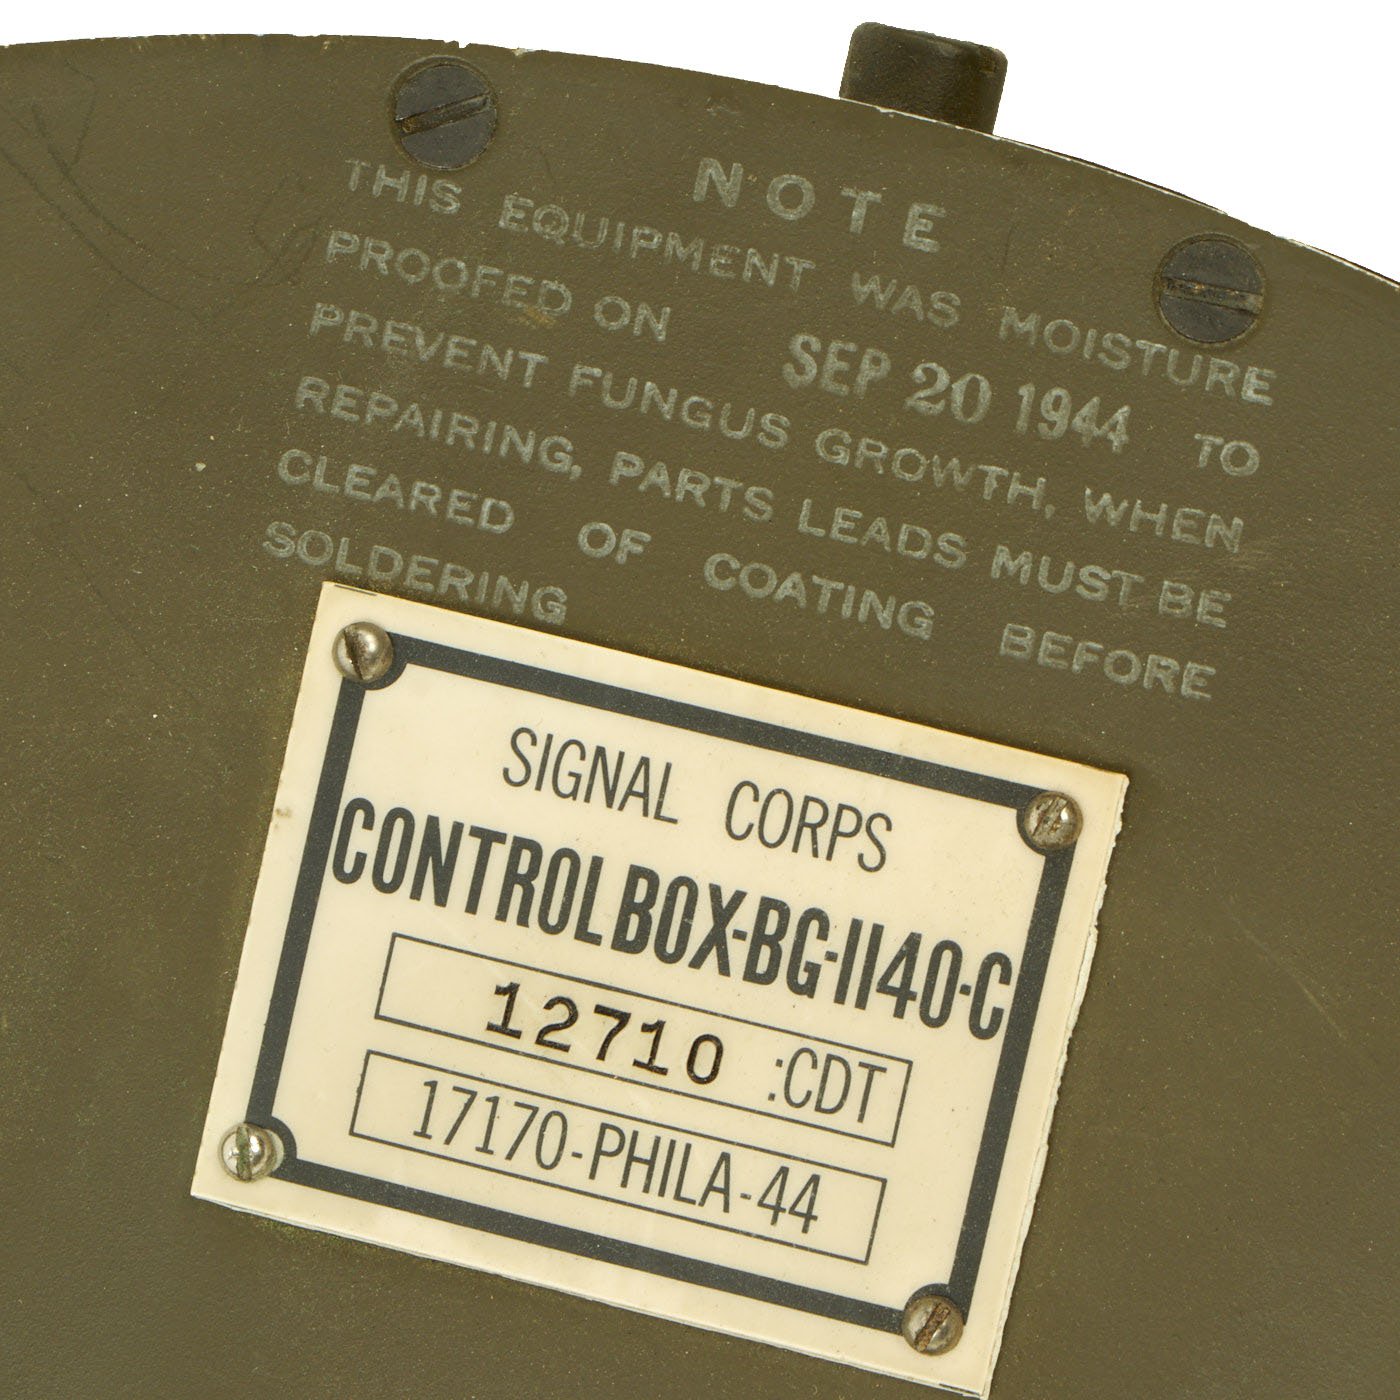 NOTE
THIS EQUIPMENT WAS MOISTURE
PROOFED ON SEP 20 1944 TO
PREVENT FUNGUS GROWTH, WHEN
REPAIRING, PARTS LEADS MUST BE
CLEARED OF COATING BEFORE
SOLDERING
SIGNAL CORPS
CONTROL BOX-BG-1140-C
12710 :CDT
17170-PHILA-44